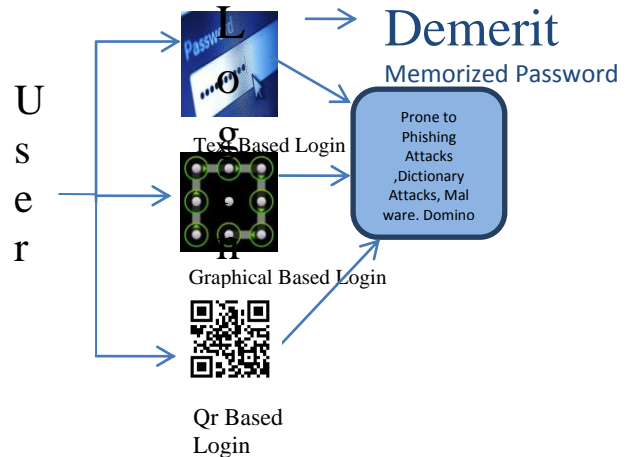 U
s
e
r
L
o
g
n
Password
Text Based Login
Graphical Based Login
Qr Based
Login
Demerit
Memorized Password
Prone to
Phishing
Attacks
,Dictionary
Attacks, Mal
ware. Domino